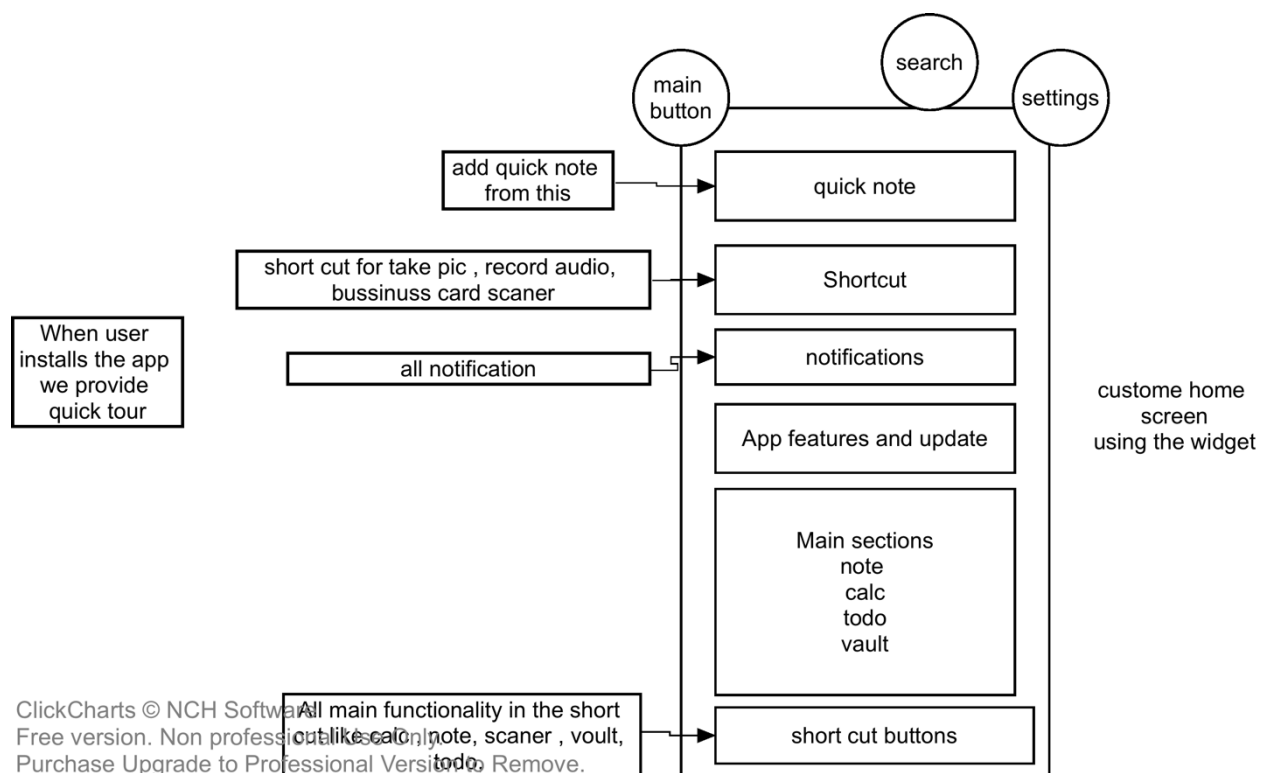 search
main
button
settings
add quick note
from this
quick note
short cut for take pic , record audio,
bussinuss card scaner
Shortcut
When user
installs the app
we provide
quick tour
all notification
notifications
custome home
screen
using the widget
App features and update
Main sections
note
calc
todo
vault
All main functionality in the short
cut like calc , note, scaner , voult,
todo.
short cut buttons
ClickCharts © NCH Software
Free version. Non professional Use Only.
Purchase Upgrade to Professional Version to Remove.